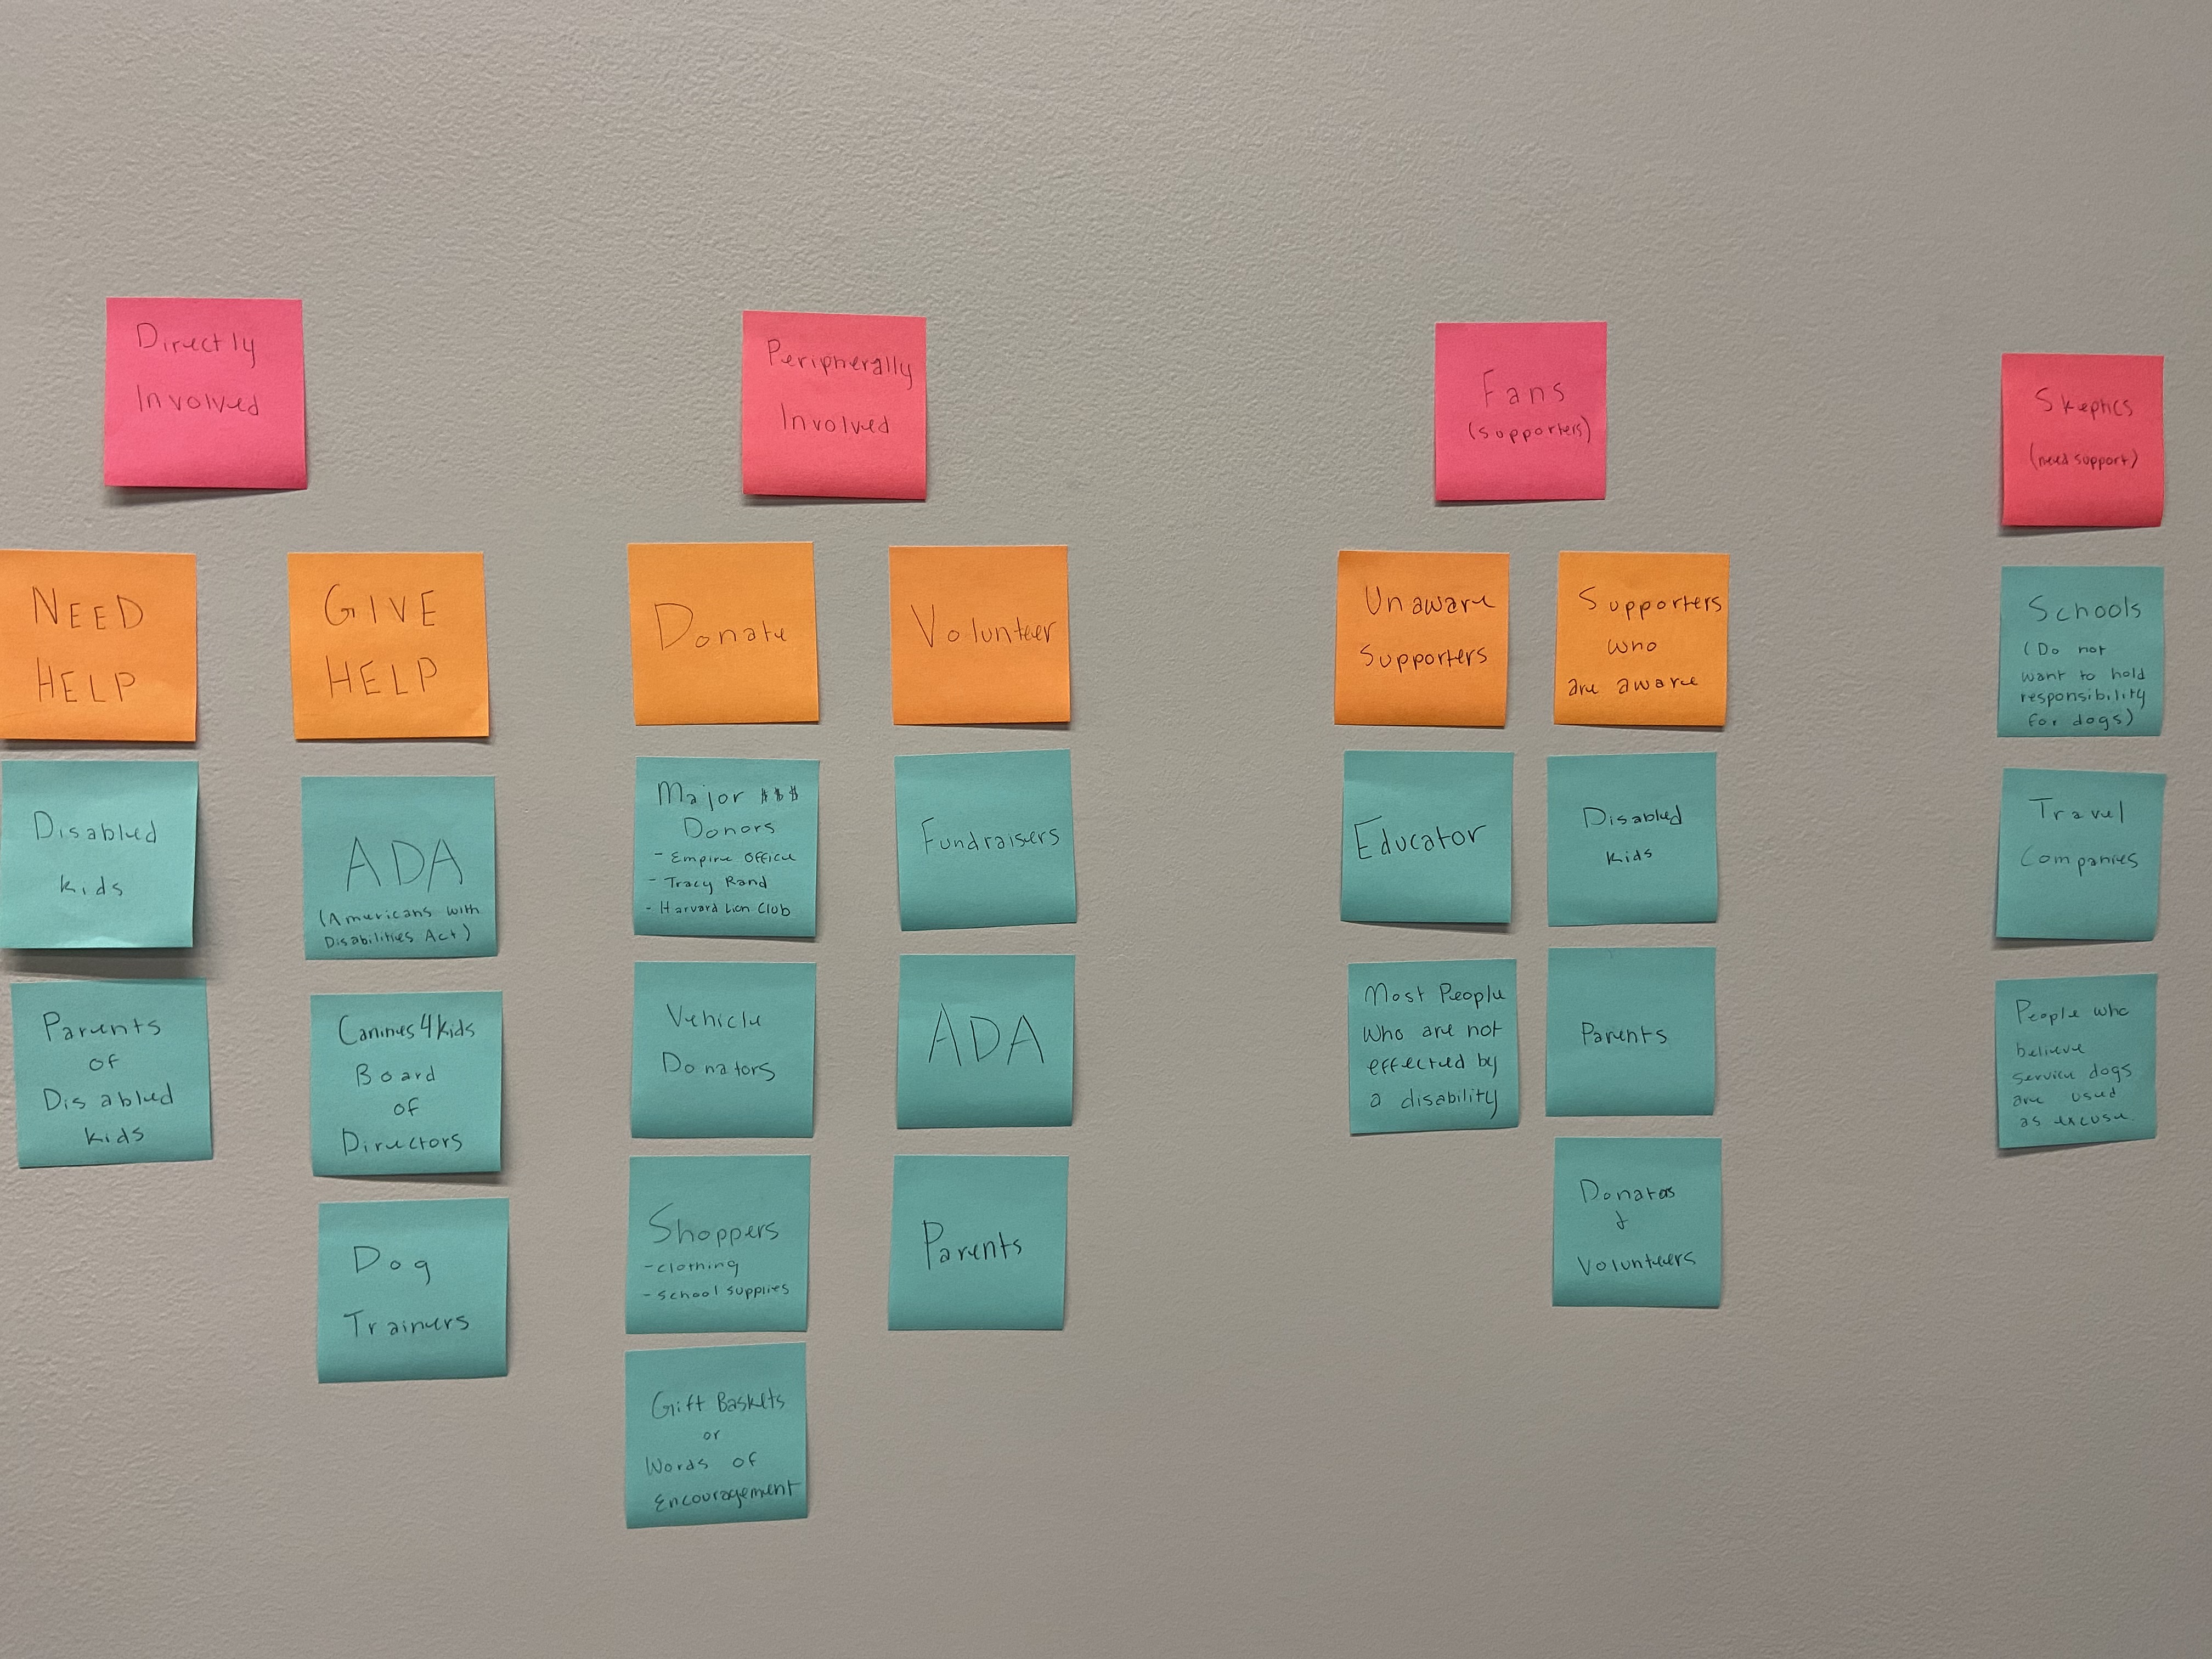 Directly
Involved
NEED
HELP
Disabled
Kids
Parents
of
Disabled
Kids
GIVE
HELP
ADA
(Americans with
Disabilities Act)
Canines4Kids
Board
of
Directors
Dog
Trainers
Peripherally
Involved
Donate
Major $$$
Donors
- Empire Office
- Tracy Rand
- Harvard Lion Club
Vehicle
Donators
Shoppers
- clothing
- School supplies
Gift Baskets
or
Words of
Encouragement
Volunteer
Fundraisers
ADA
Parents
Fans
(supporters)
Unaware
Supporters
Educator
Most People
Who are not
effected by
a disability
Supporters
who
are aware
Disabled
Kids
Parents
Donators
&
Volunteers
Skeptics
(need support)
Schools
(Do not
want to hold
responsibility
for dogs)
Travel
Companies
People who
believe
service dogs
are used
as excuse